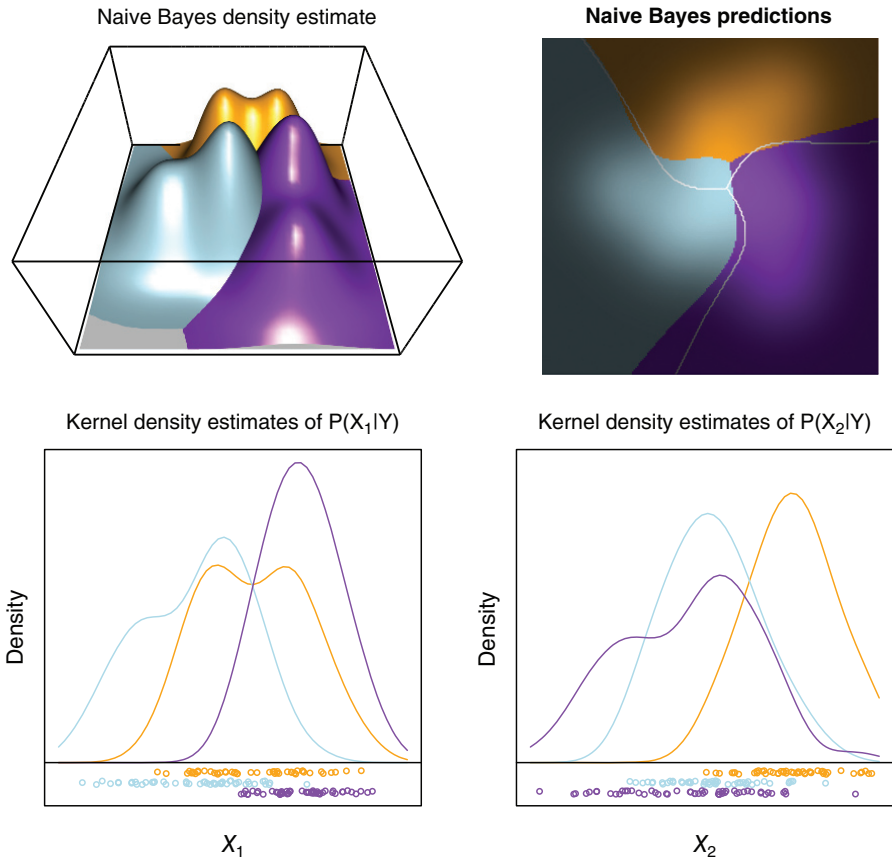 Naive Bayes density estimate
Naive Bayes predictions
Kernel density estimates of P(X₁|Y)
Kernel density estimates of P(X₂|Y)
Density
Density
X₁
X₂